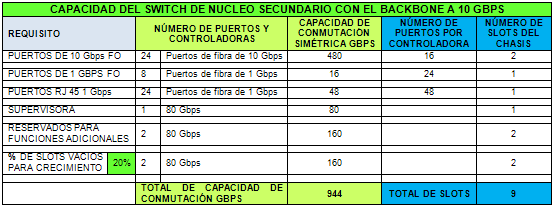 CAPACIDAD DEL SWITCH DE NUCLEO SECUNDARIO CON EL BACKBONE A 10 GBPS
REQUISITO NÚMERO DE PUERTOS Y CONTROLADORAS CAPACIDAD DE CONMUTACIÓN SIMÉTRICA GBPS NÚMERO DE PUERTOS POR CONTROLADORA NÚMERO DE SLOTS DEL CHASIS
PUERTOS DE 10 Gbps FO 24 Puertos de fibra de 10 Gbps 480 16 2
PUERTOS DE 1 GBPS FO 8 Puertos de fibra de 1 Gbps 16 24 1
PUERTOS RJ 45 1 Gbps 24 Puertos de fibra de 1 Gbps 48 48 1
SUPERVISORA 1 80 Gbps 80 1
RESERVADOS PARA FUNCIONES ADICIONALES 2 80 Gbps 160 2
% DE SLOTS VACIOS PARA CRECIMIENTO 20% 2 80 Gbps 160 2
TOTAL DE CAPACIDAD DE CONMUTACIÓN GBPS 944 TOTAL DE SLOTS 9